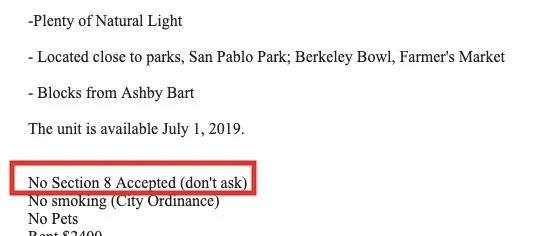 -Plenty of Natural Light
- Located close to parks, San Pablo Park; Berkeley Bowl, Farmer's Market
- Blocks from Ashby Bart
The unit is available July 1, 2019.
No Section 8 Accepted (don't ask)
No smoking (City Ordinance)
No Pets
Rent $2400